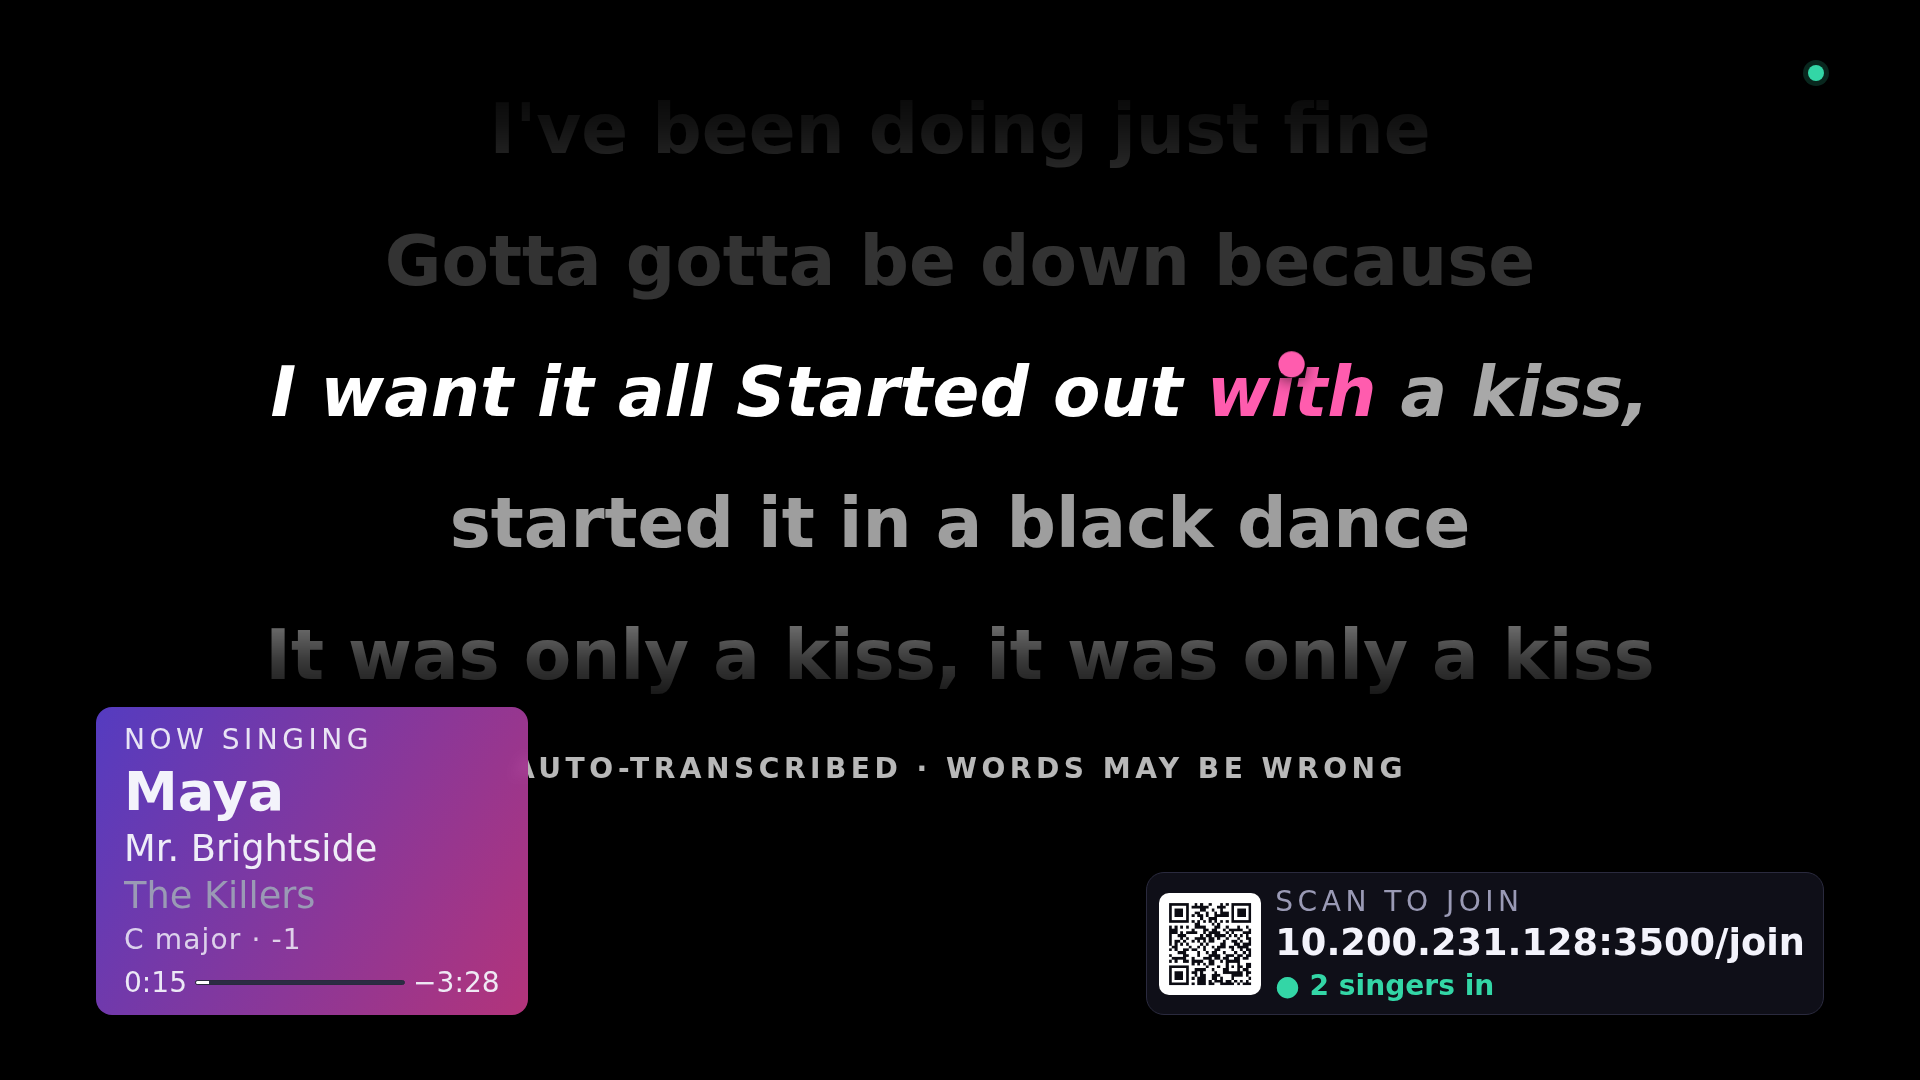 I've been doing just fine
Gotta gotta be down because
I want it all Started out with a kiss,
started it in a black dance
It was only a kiss, it was only a kiss
AUTO-TRANSCRIBED · WORDS MAY BE WRONG
NOW SINGING
Maya
Mr. Brightside
The Killers
C major · -1
0:15 −3:28
SCAN TO JOIN
10.200.231.128:3500/join
2 singers in